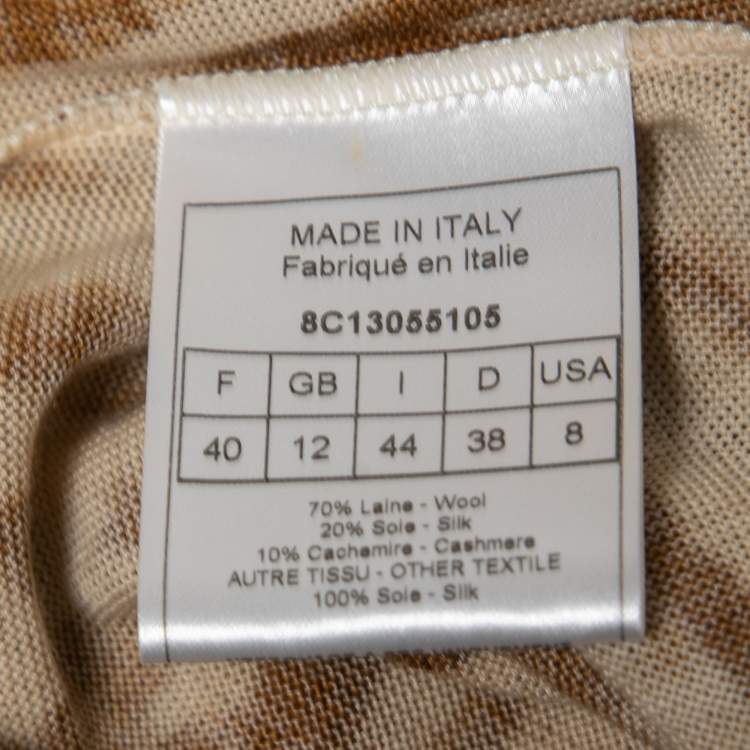 MADE IN ITALY
Fabriqué en Italie
8C13055105
F GB I D USA
40 12 44 38 8
70% Laine - Wool
20% Soie - Silk
10% Cachemire - Cashmere
AUTRE TISSU - OTHER TEXTILE
100% Soie - Silk